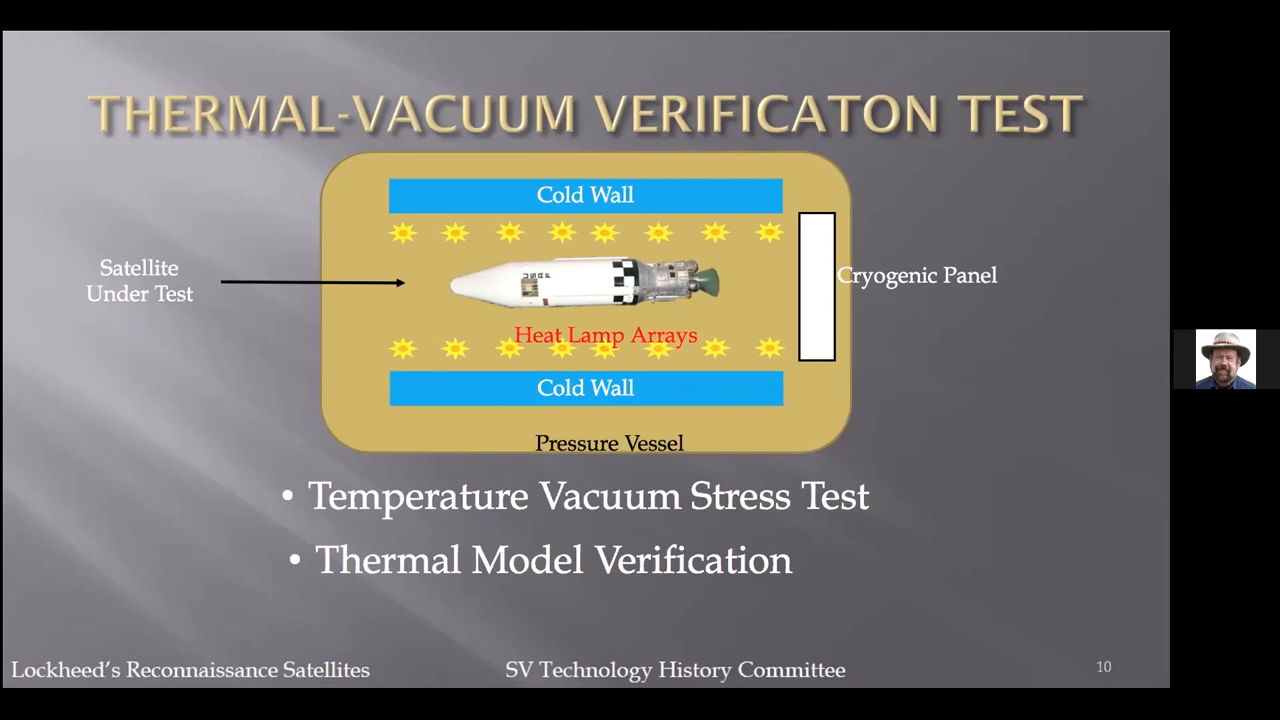 THERMAL-VACUUM VERIFICATON TEST
Cold Wall
Satellite
Under Test
USAF
Cryogenic Panel
Heat Lamp Arrays
Cold Wall
Pressure Vessel
• Temperature Vacuum Stress Test
• Thermal Model Verification
Lockheed's Reconnaissance Satellites
SV Technology History Committee
10